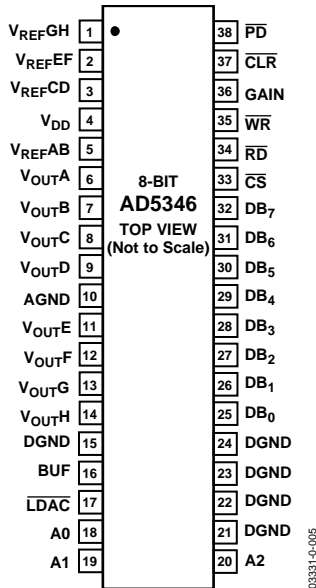 VREFGH 1
VREFEF 2
VREFCD 3
VDD 4
VREFAB 5
VOUTA 6
VOUTB 7
VOUTC 8
VOUTD 9
AGND 10
VOUTE 11
VOUTF 12
VOUTG 13
VOUTH 14
DGND 15
BUF 16
LDAC 17
A0 18
A1 19
8-BIT
AD5346
TOP VIEW
(Not to Scale)
38 PD
37 CLR
36 GAIN
35 WR
34 RD
33 CS
32 DB7
31 DB6
30 DB5
29 DB4
28 DB3
27 DB2
26 DB1
25 DB0
24 DGND
23 DGND
22 DGND
21 DGND
20 A2
03331-0-005